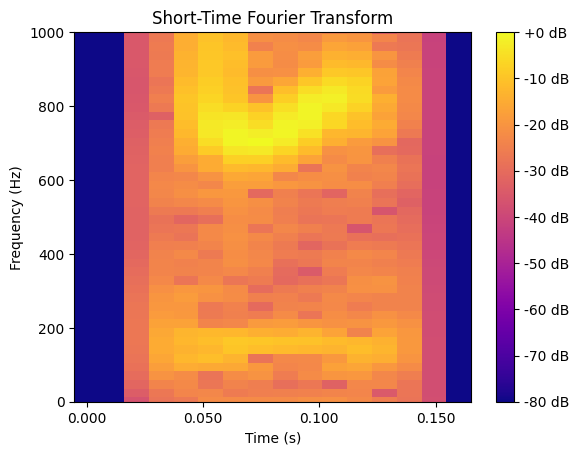 Short-Time Fourier Transform
Frequency (Hz)
1000
800
600
400
200
0
0.000
0.050
0.100
0.150
Time (s)
+0 dB
-10 dB
-20 dB
-30 dB
-40 dB
-50 dB
-60 dB
-70 dB
-80 dB